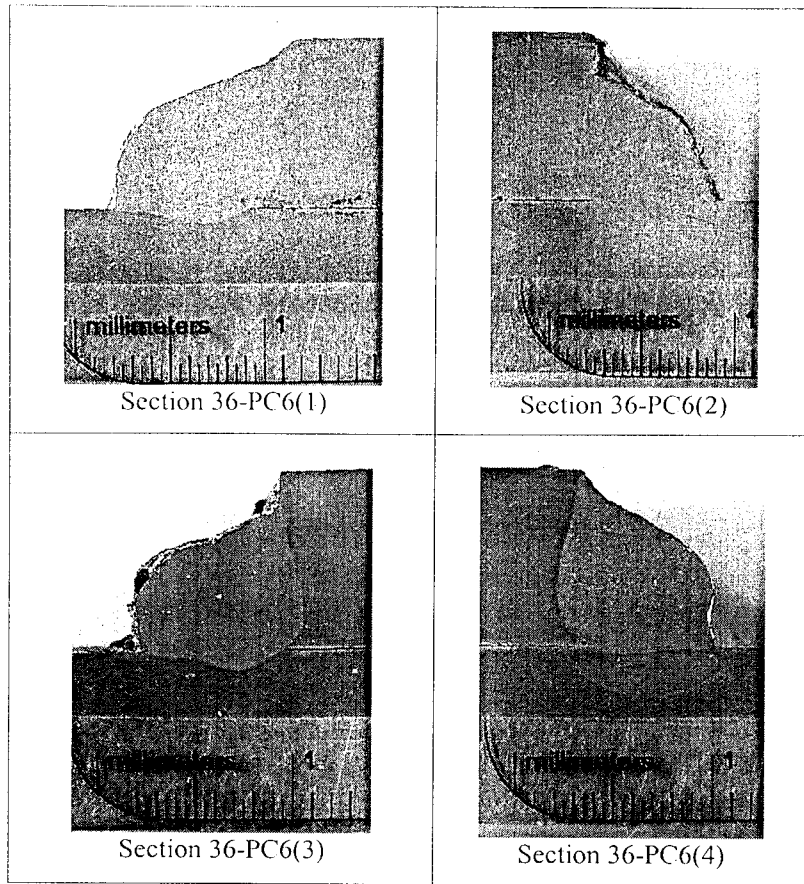 millimeters 1
millimeters 1
Section 36-PC6(1)
Section 36-PC6(2)
millimeters 1
millimeters 1
Section 36-PC6(3)
Section 36-PC6(4)